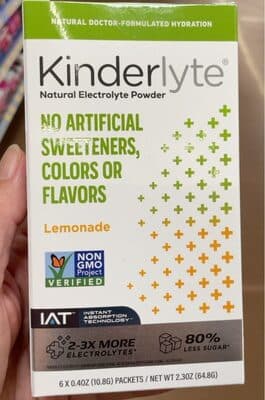 NATURAL DOCTOR-FORMULATED HYDRATION
Kinderlyte®
Natural Electrolyte Powder
NO ARTIFICIAL
SWEETENERS,
COLORS OR
FLAVORS
Lemonade
NON
GMO
Project
VERIFIED
IAT™ INSTANT
ABSORPTION
TECHNOLOGY™
2-3X MORE
ELECTROLYTES*
80%
LESS SUGAR*
6 X 0.40Z (10.8G) PACKETS / NET WT 2.30Z (64.8G)